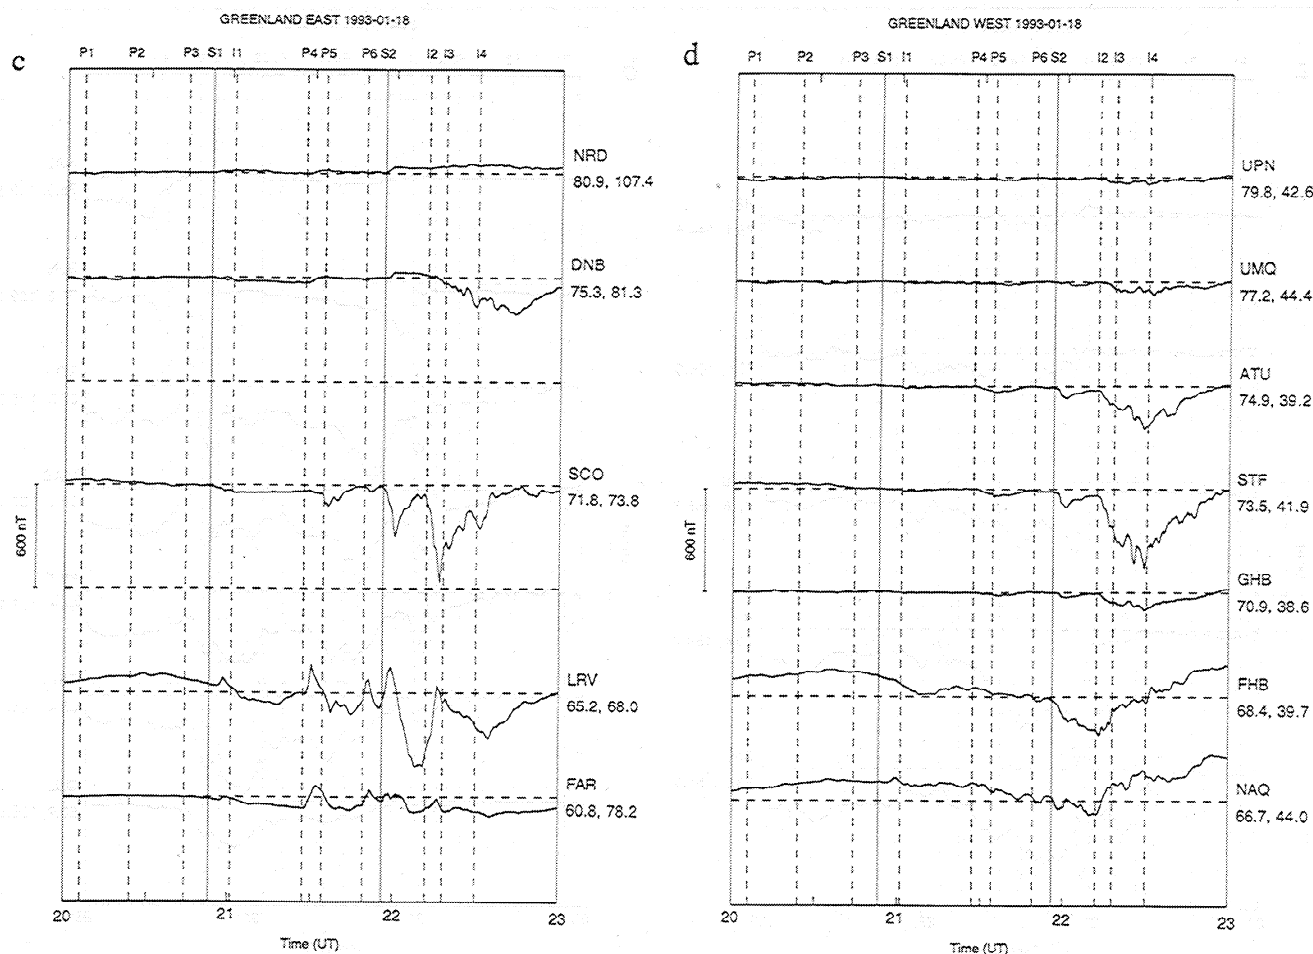 GREENLAND EAST 1993-01-18
c
P1 P2 P3 S1 I1 P4 P5 P6 S2 I2 I3 I4
NRD
80.9, 107.4
DNB
75.3, 81.3
SCO
71.8, 73.8
600 nT
LRV
65.2, 68.0
FAR
60.8, 78.2
20 21 22 23
Time (UT)
GREENLAND WEST 1993-01-18
d
P1 P2 P3 S1 I1 P4 P5 P6 S2 I2 I3 I4
UPN
79.8, 42.6
UMQ
77.2, 44.4
ATU
74.9, 39.2
STF
73.5, 41.9
600 nT
GHB
70.9, 38.6
FHB
68.4, 39.7
NAQ
66.7, 44.0
20 21 22 23
Time (UT)